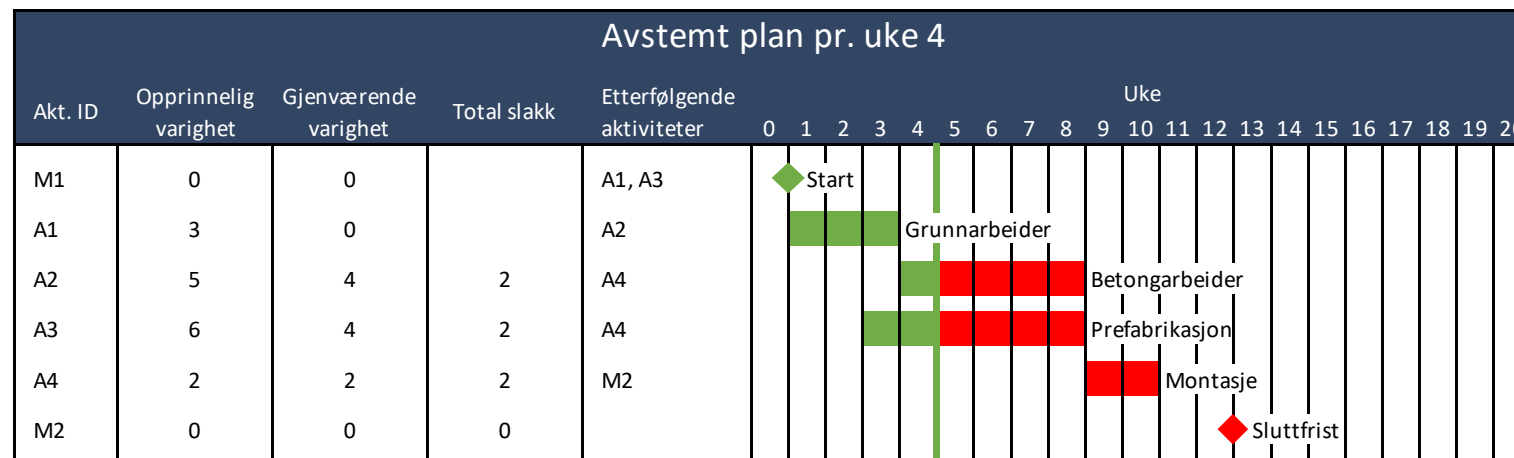 Avstemt plan pr. uke 4
Akt. ID Opprinnelig varighet Gjenværende varighet Total slakk Etterfølgende aktiviteter Uke
0 1 2 3 4 5 6 7 8 9 10 11 12 13 14 15 16 17 18 19 20
M1 0 0 A1, A3 Start
A1 3 0 A2 Grunnarbeider
A2 5 4 2 A4 Betongarbeider
A3 6 4 2 A4 Prefabrikasjon
A4 2 2 2 M2 Montasje
M2 0 0 0 Sluttfrist